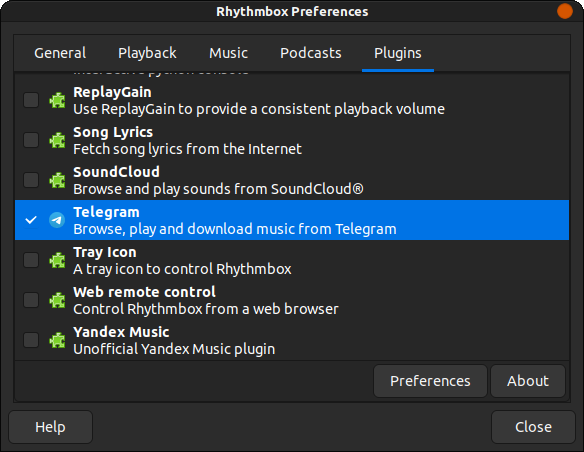 Rhythmbox Preferences
General Playback Music Podcasts Plugins
ReplayGain
Use ReplayGain to provide a consistent playback volume
Song Lyrics
Fetch song lyrics from the Internet
SoundCloud
Browse and play sounds from SoundCloud®
Telegram
Browse, play and download music from Telegram
Tray Icon
A tray icon to control Rhythmbox
Web remote control
Control Rhythmbox from a web browser
Yandex Music
Unofficial Yandex Music plugin
Preferences About
Help Close